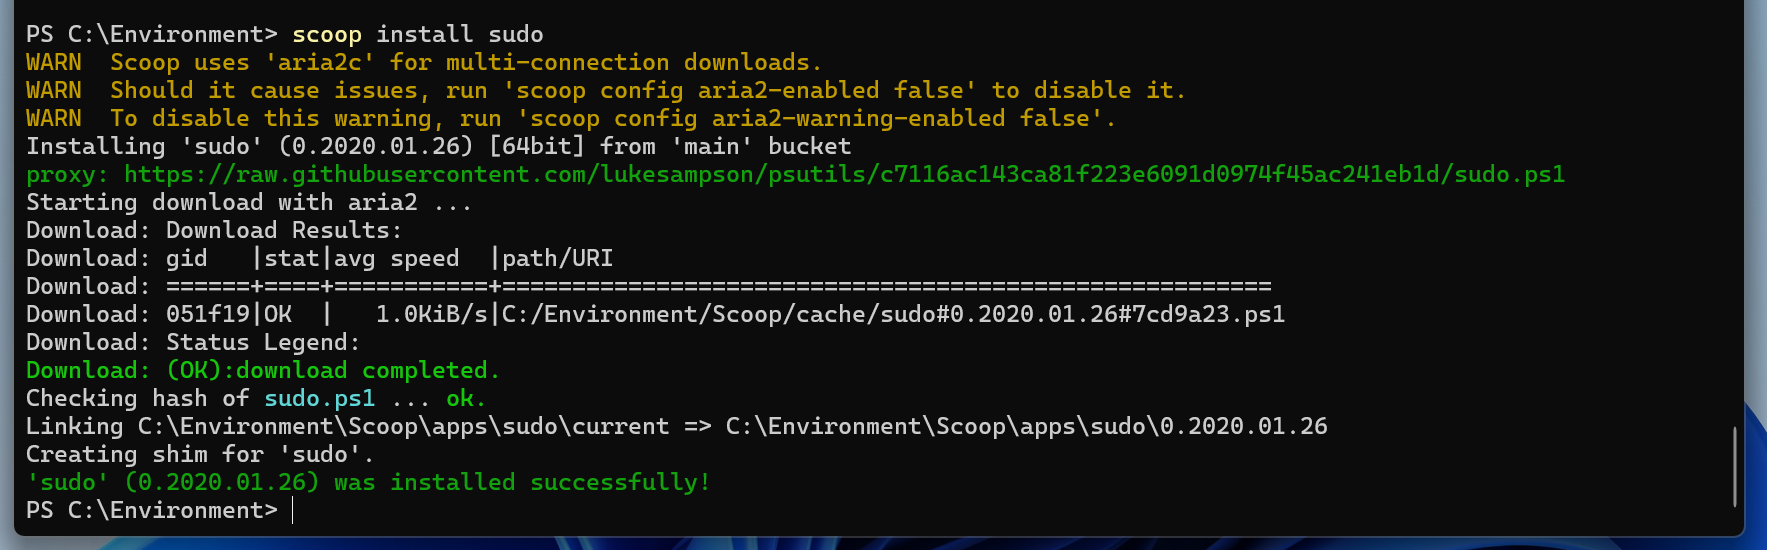 PS C:\Environment> scoop install sudo
WARN  Scoop uses 'aria2c' for multi-connection downloads.
WARN  Should it cause issues, run 'scoop config aria2-enabled false' to disable it.
WARN  To disable this warning, run 'scoop config aria2-warning-enabled false'.
Installing 'sudo' (0.2020.01.26) [64bit] from 'main' bucket
proxy: https://raw.githubusercontent.com/lukesampson/psutils/c7116ac143ca81f223e6091d0974f45ac241eb1d/sudo.ps1
Starting download with aria2 ...
Download: Download Results:
Download: gid   |stat|avg speed  |path/URI
Download: ======+====+===========+=======================================================
Download: 051f19|OK  |   1.0KiB/s|C:/Environment/Scoop/cache/sudo#0.2020.01.26#7cd9a23.ps1
Download: Status Legend:
Download: (OK):download completed.
Checking hash of sudo.ps1 ... ok.
Linking C:\Environment\Scoop\apps\sudo\current => C:\Environment\Scoop\apps\sudo\0.2020.01.26
Creating shim for 'sudo'.
'sudo' (0.2020.01.26) was installed successfully!
PS C:\Environment>